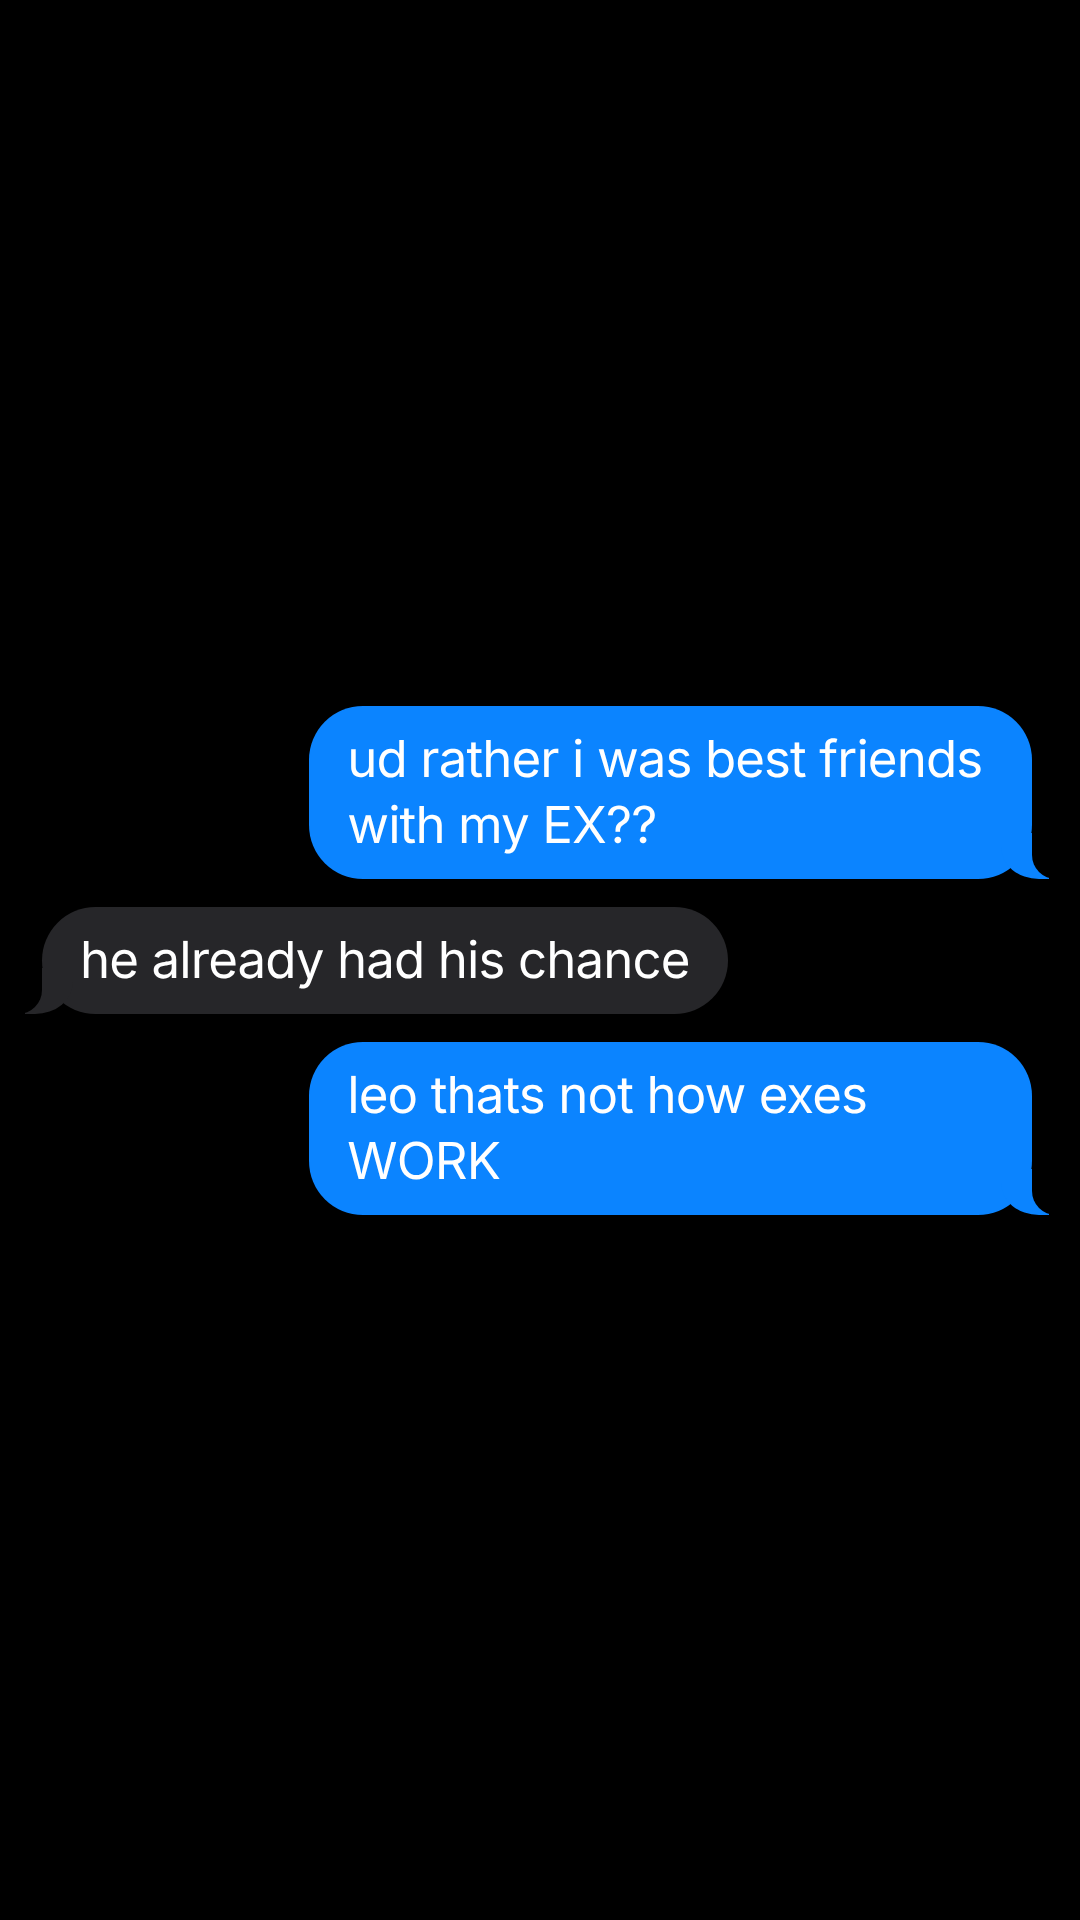 ud rather i was best friends
with my EX??
he already had his chance
leo thats not how exes
WORK